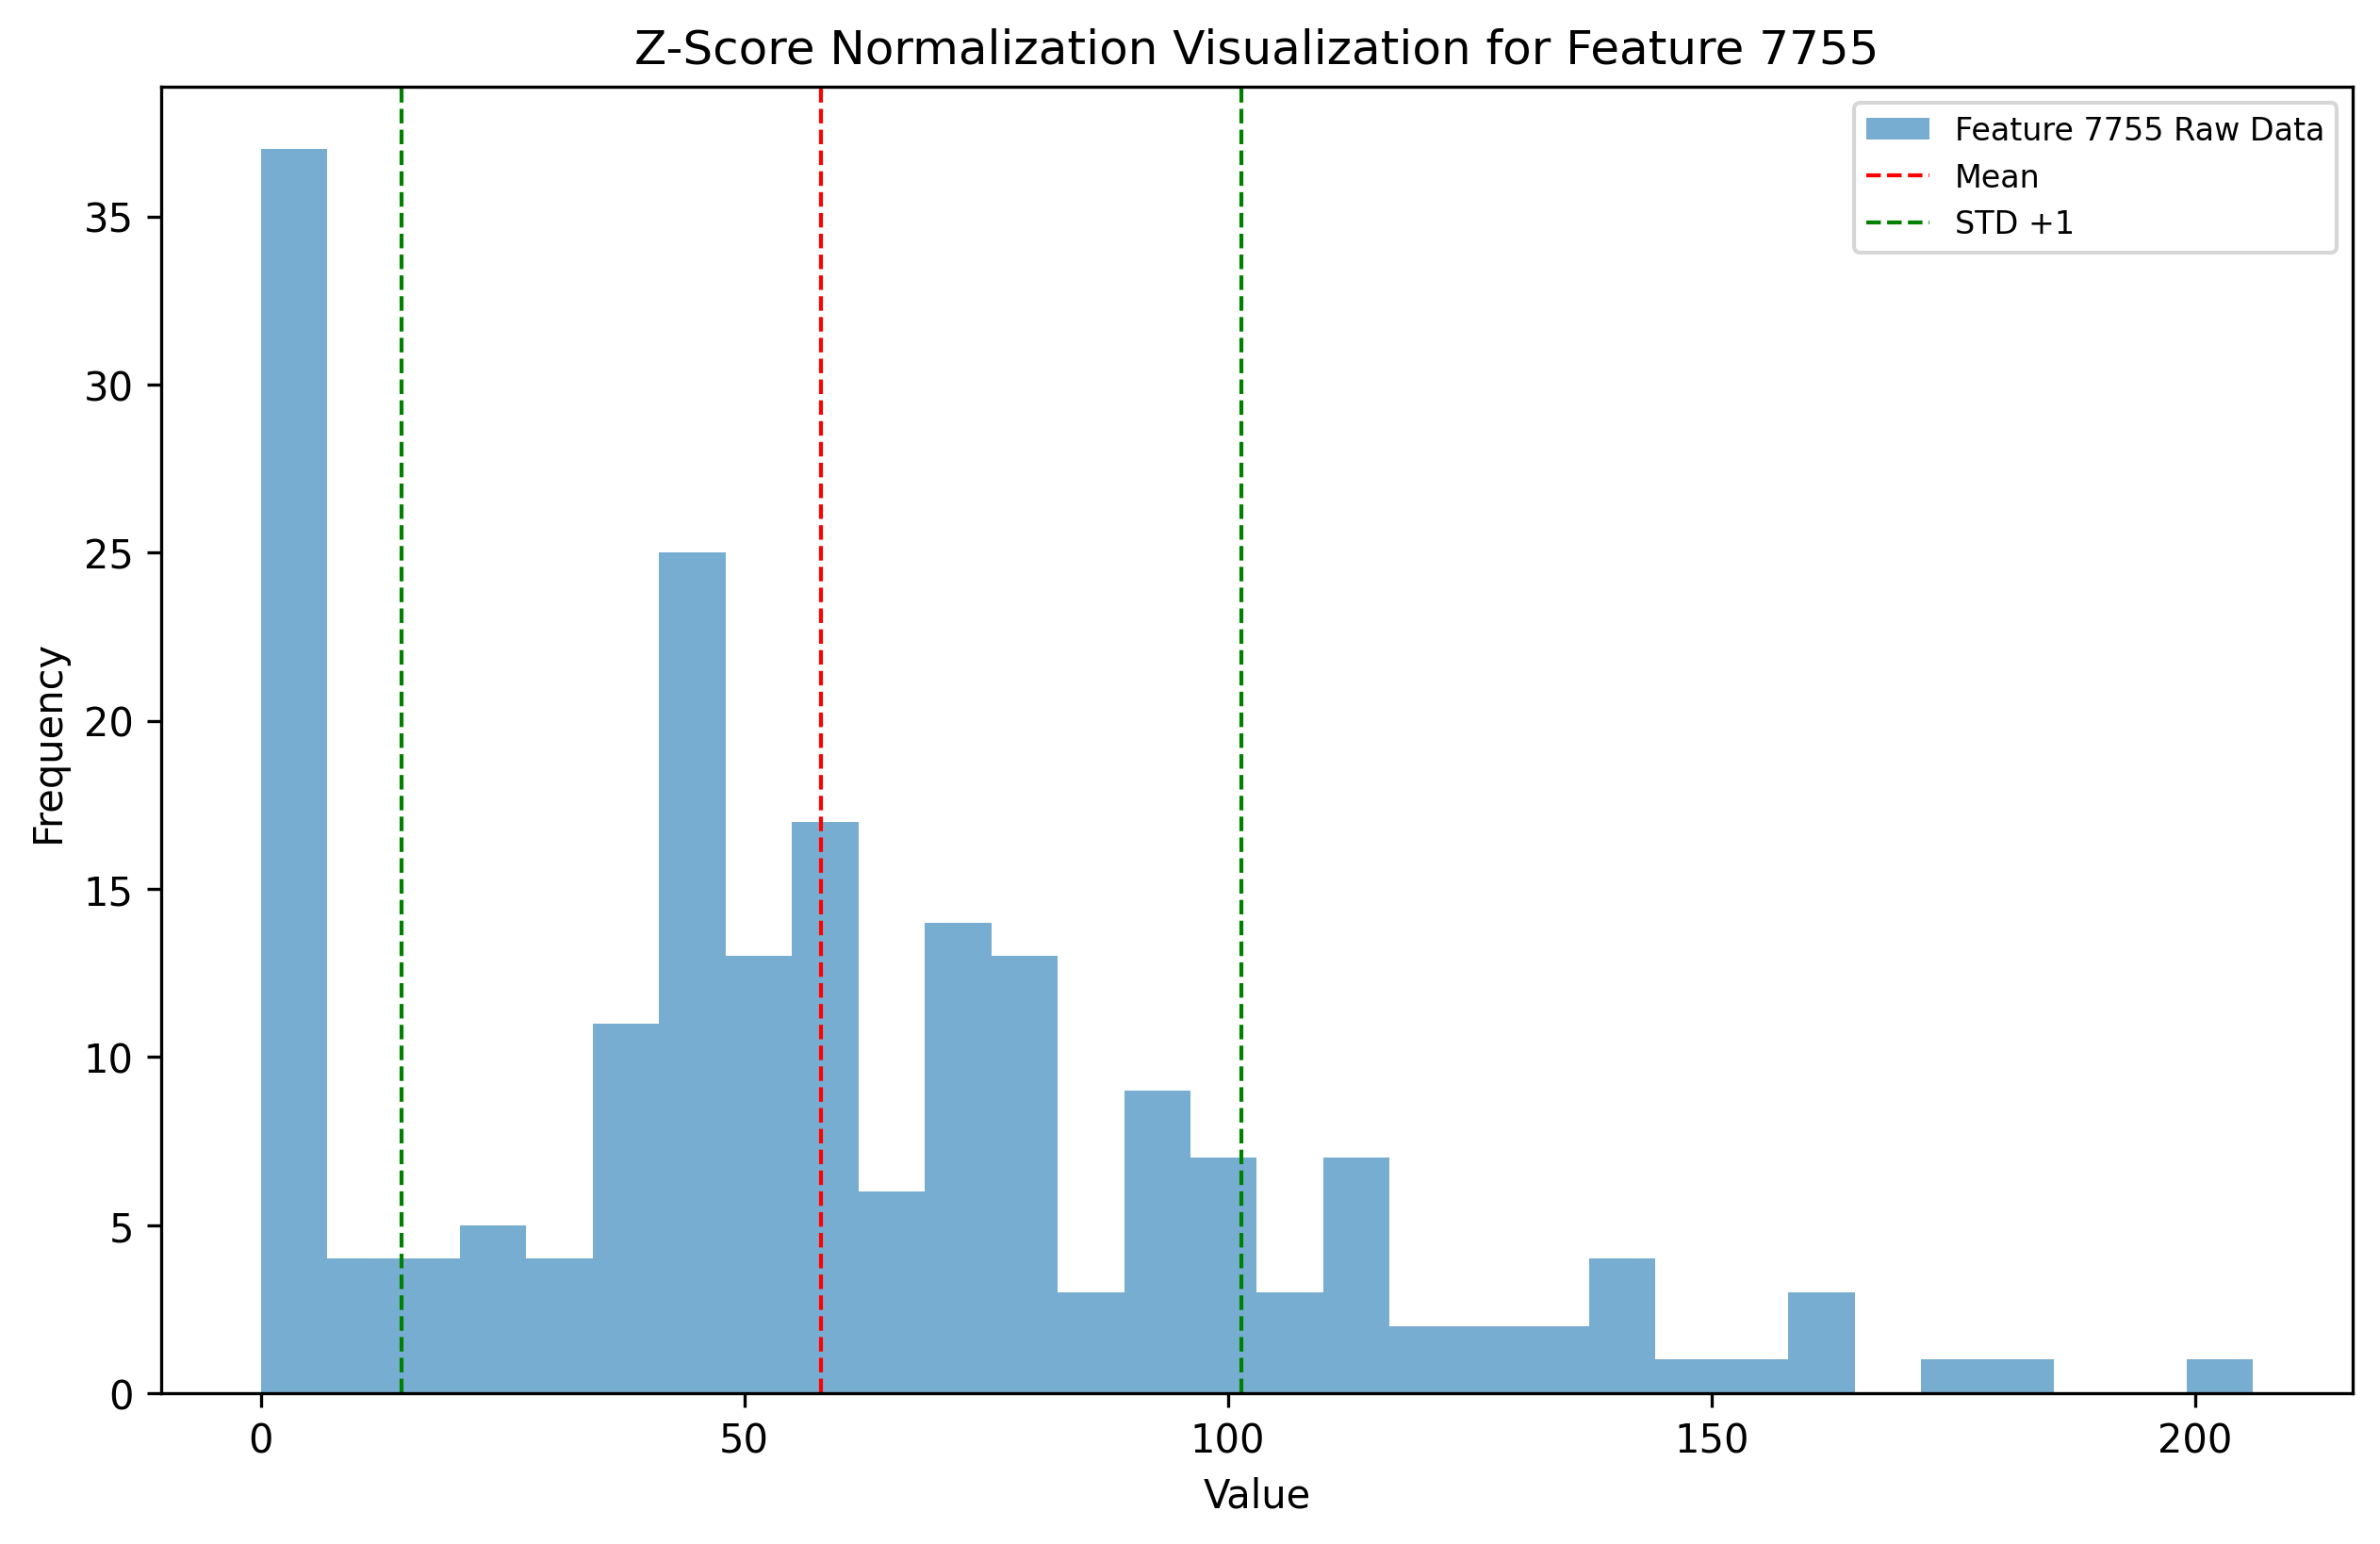 Z-Score Normalization Visualization for Feature 7755
Feature 7755 Raw Data
Mean
STD +1
Frequency
35
30
25
20
15
10
5
0
0 50 100 150 200
Value